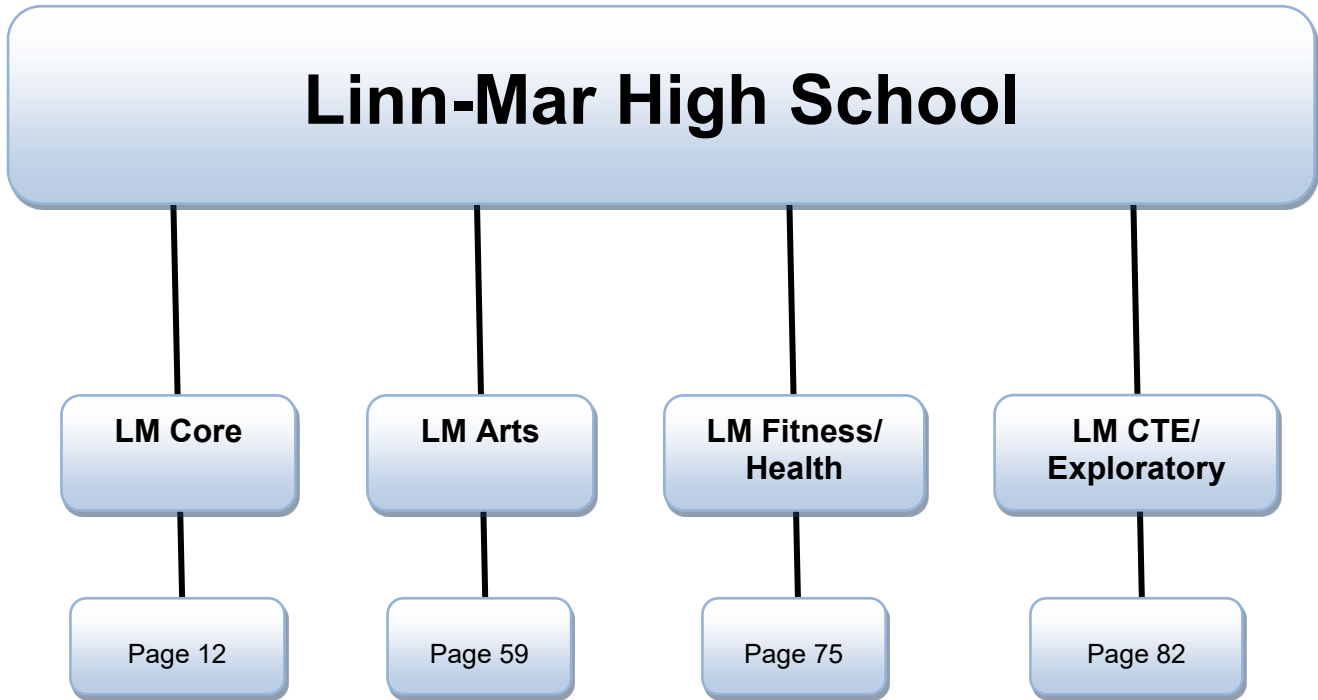 Linn-Mar High School
LM Core
LM Arts
LM Fitness/
Health
LM CTE/
Exploratory
Page 12
Page 59
Page 75
Page 82